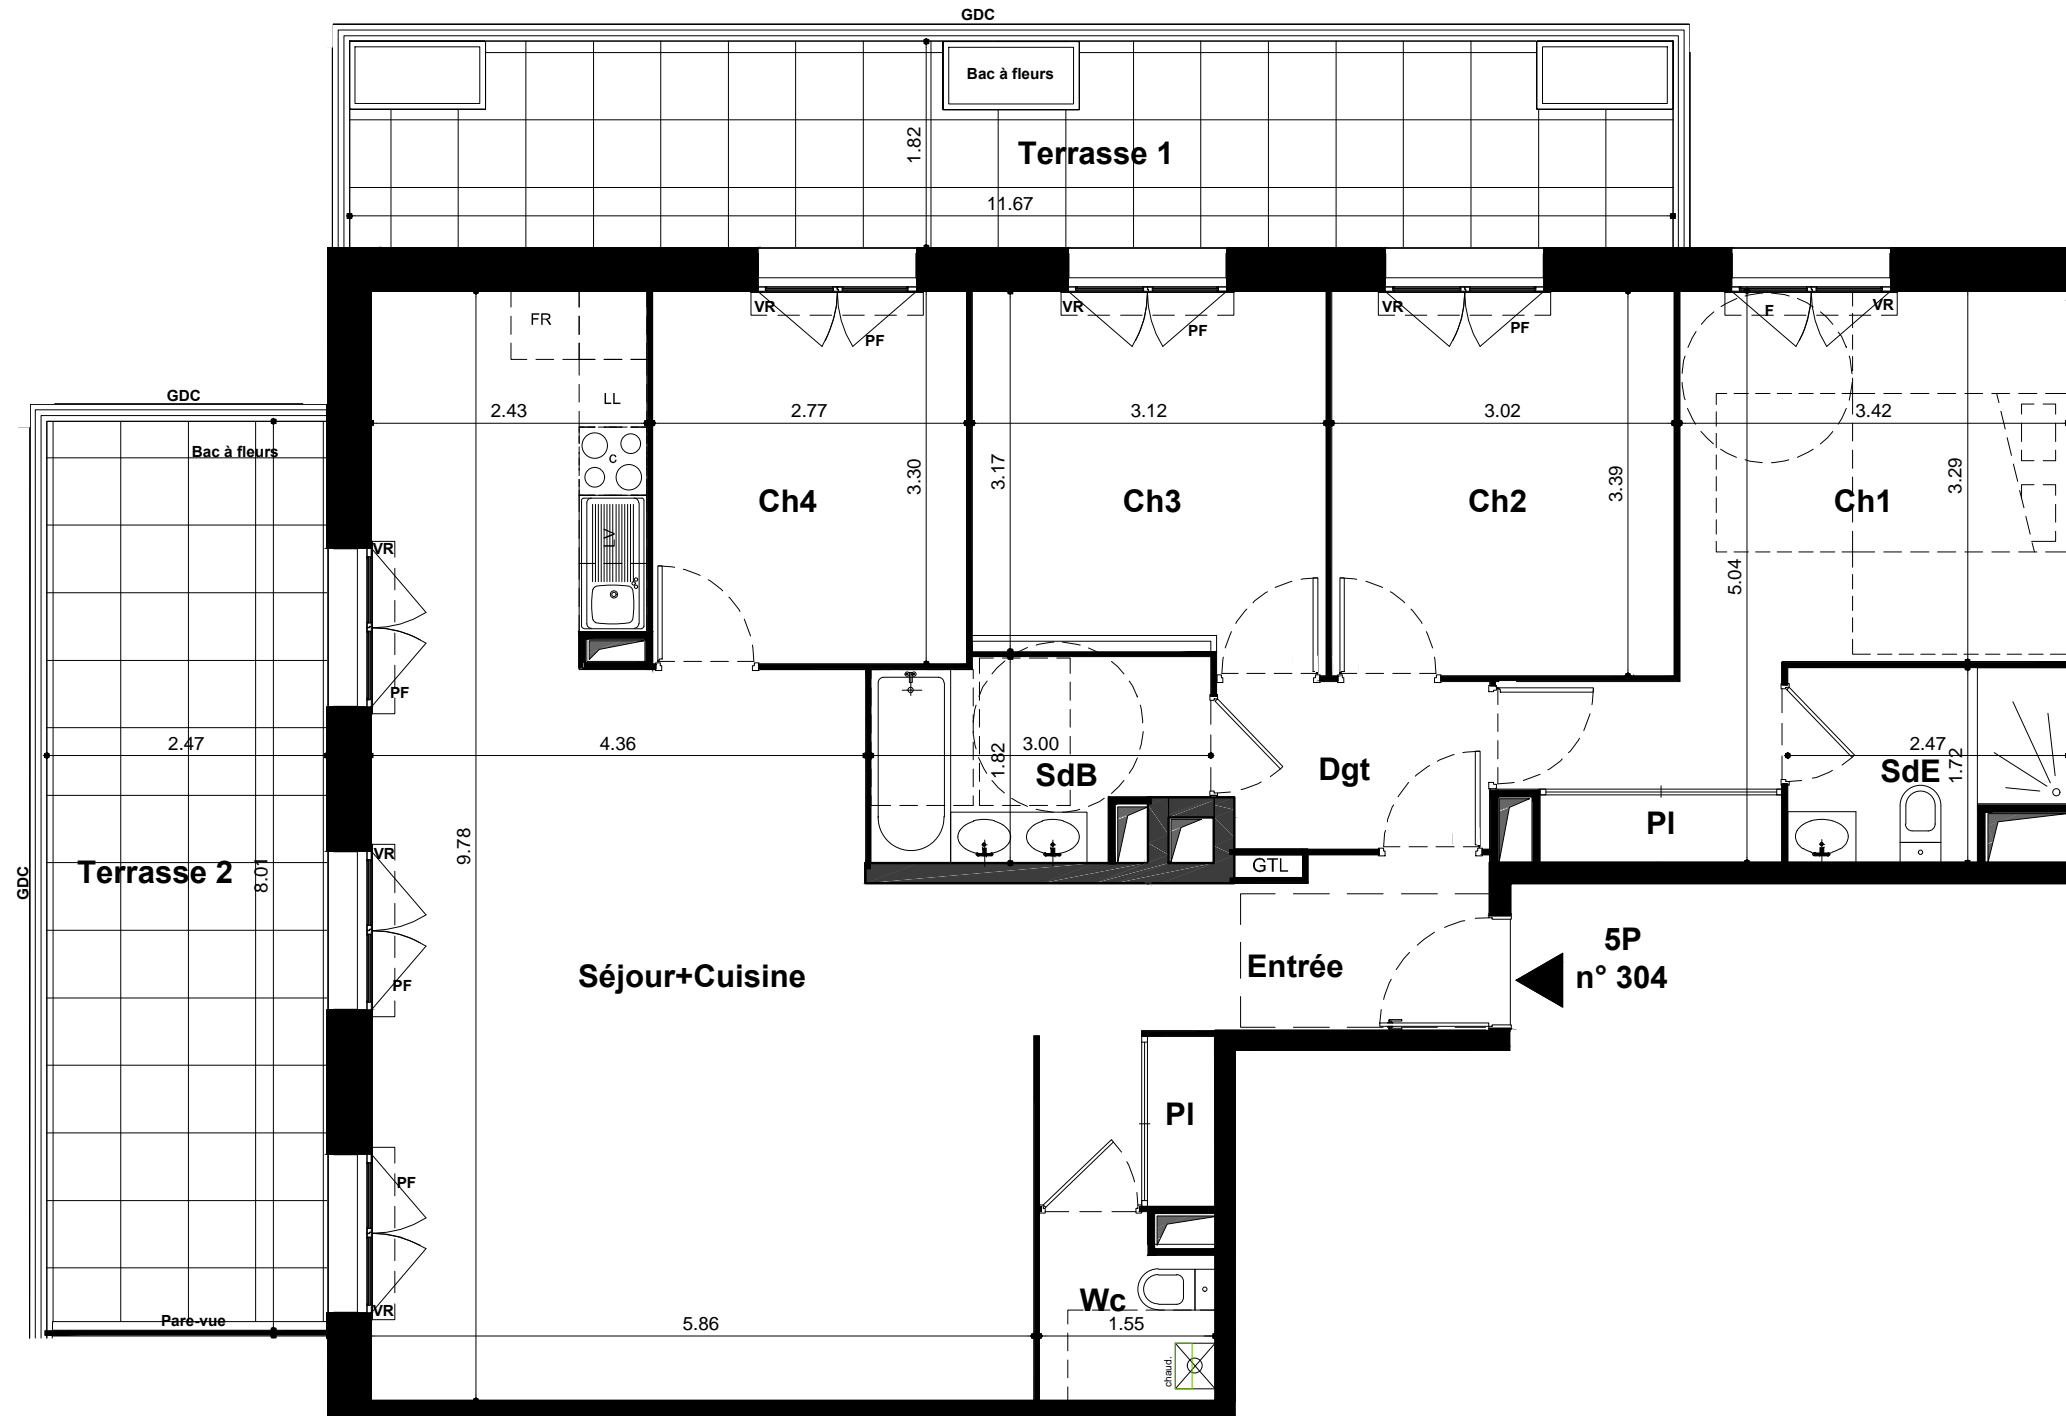 GDC
Bac à fleurs
1.82
Terrasse 1
11.67
VR
PF
VR
PF
VR
PF
F
VR
FR
LL
C
LV
GDC
Bac à fleurs
2.43
2.77
3.12
3.02
3.42
3.30
3.17
3.39
3.29
Ch4
Ch3
Ch2
Ch1
5.04
VR
PF
2.47
4.36
3.00
2.47
1.82
SdB
Dgt
SdE
1.72
Pl
9.78
VR
GTL
Terrasse 2
8.01
GDC
5P
n° 304
Séjour+Cuisine
Entrée
PF
Pl
PF
VR
Wc
Pare-vue
5.86
1.55
chaud.